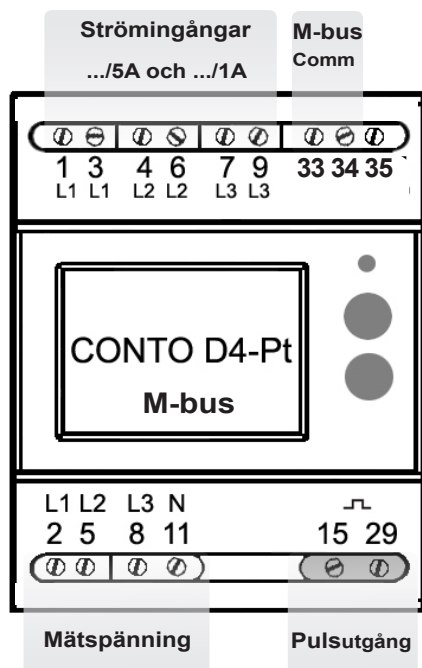 Strömingångar
M-bus
.../5A och .../1A
Comm
1 3 4 6 7 9 33 34 35
L1 L1 L2 L2 L3 L3
CONTO D4-Pt
M-bus
L1 L2 L3 N
2 5 8 11 15 29
Mätspänning
Pulsutgång